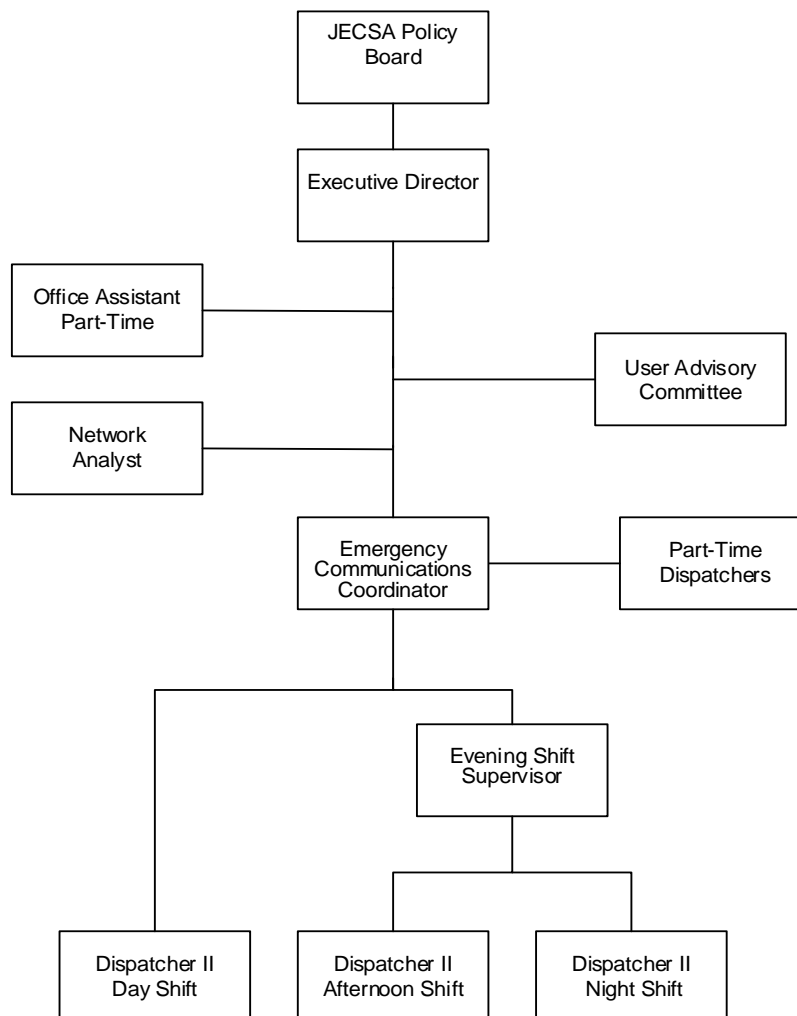 JECSA Policy
Board
Executive Director
Office Assistant
Part-Time
User Advisory
Committee
Network
Analyst
Emergency
Communications
Coordinator
Part-Time
Dispatchers
Evening Shift
Supervisor
Dispatcher II
Day Shift
Dispatcher II
Afternoon Shift
Dispatcher II
Night Shift